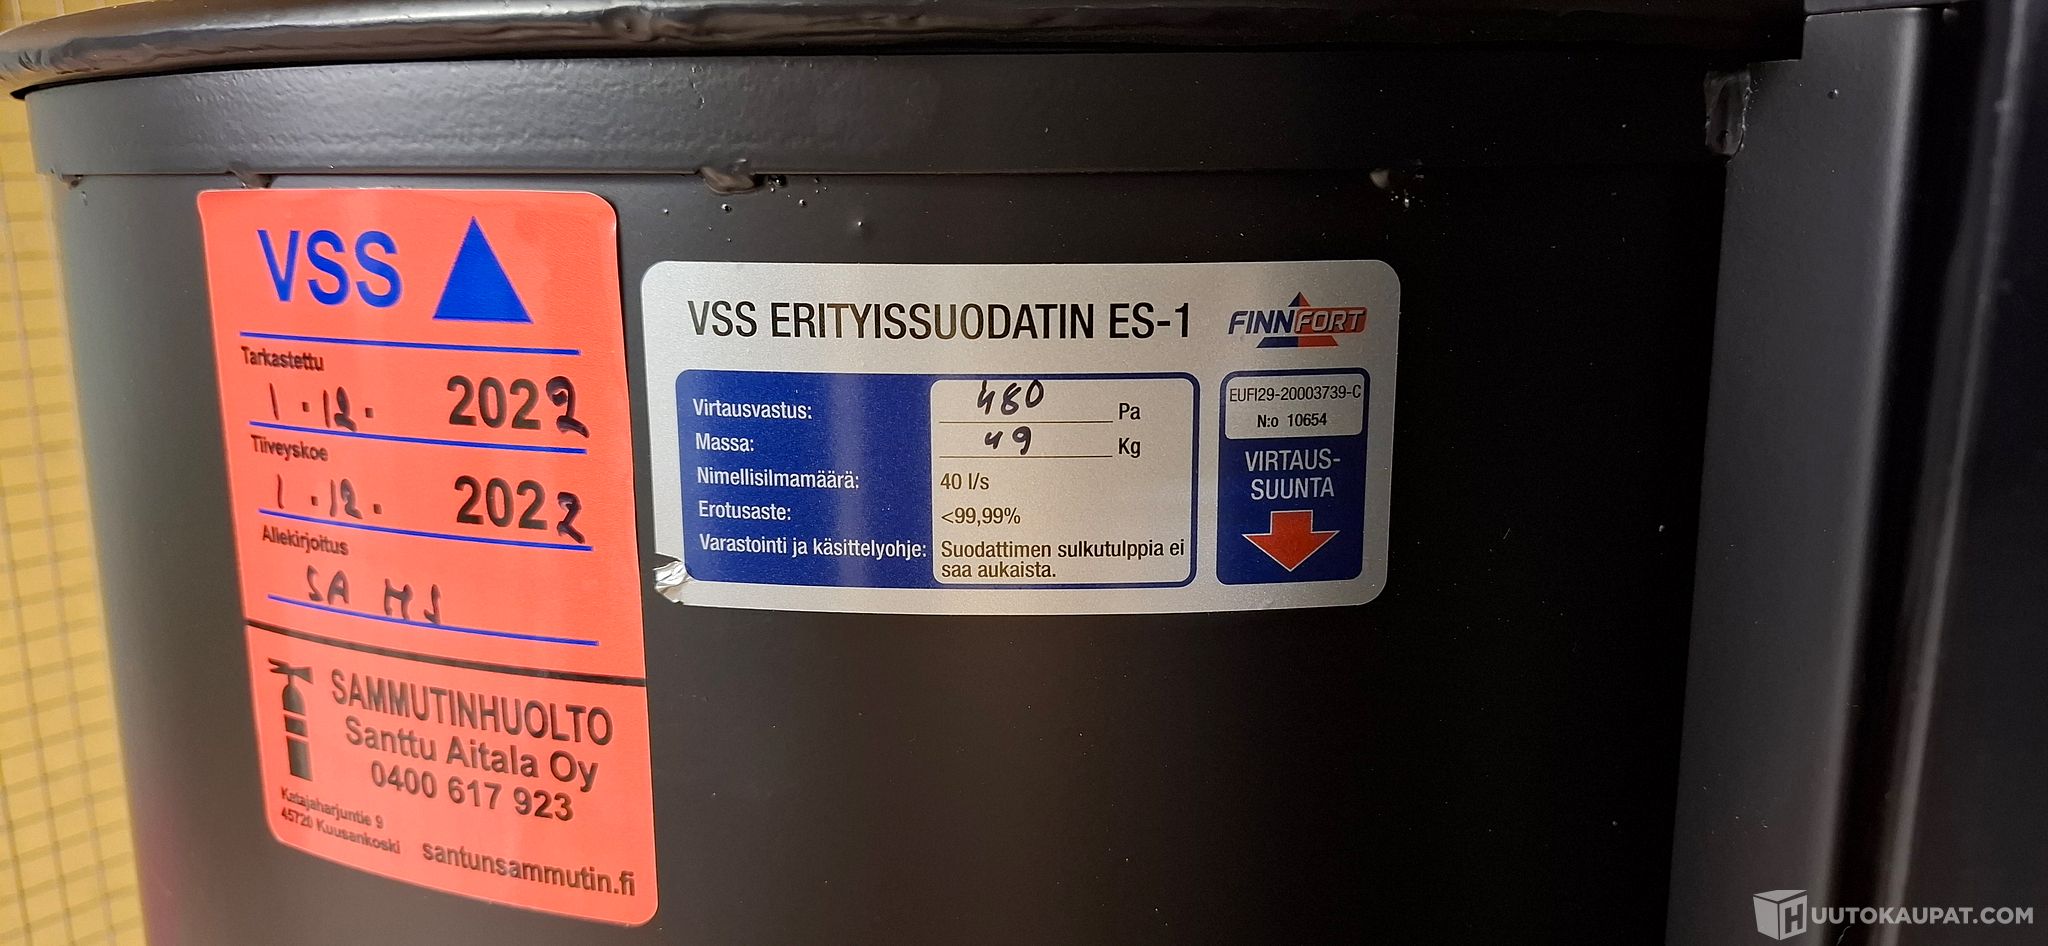 VSS
Tarkastettu
1.12. 2022
Tiiveyskoe
1.12. 2022
Allekirjoitus
SA MS
SAMMUTINHUOLTO
Santtu Aitala Oy
0400 617 923
Katajaharjuntie 9
45720 Kuusankoski
santunsammutin.fi
VSS ERITYISSUODATIN ES-1
FINNFORT
Virtausvastus: 480 Pa
Massa: 49 Kg
Nimellisilmamäärä: 40 l/s
Erotusaste: <99,99%
Varastointi ja käsittelyohje: Suodattimen sulkutulppia ei
saa aukaista.
EUFI29-20003739-C
N:o 10654
VIRTAUS-
SUUNTA
HUUTOKAUPAT.COM